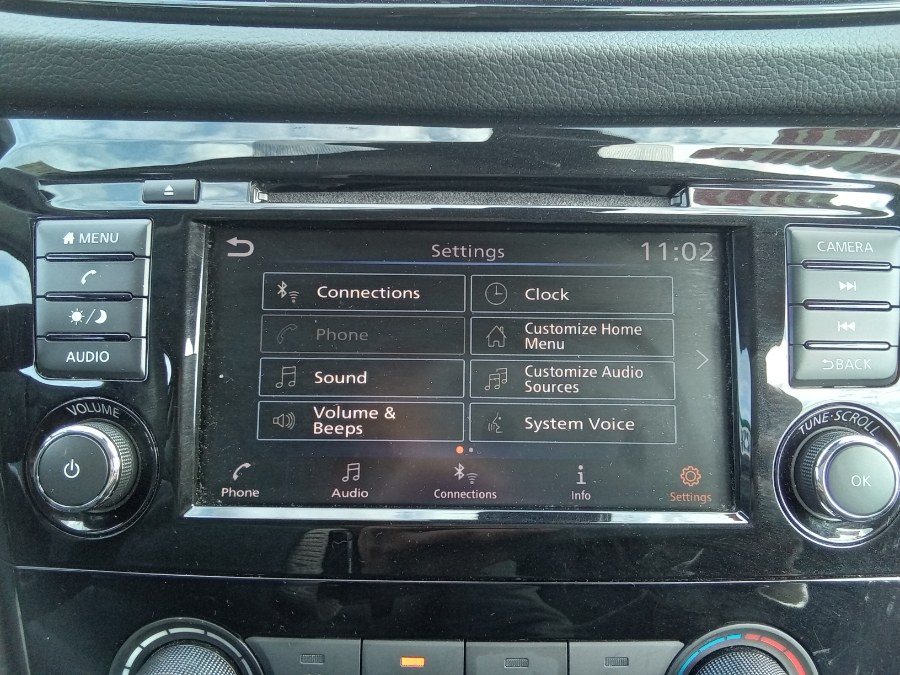 MENU
AUDIO
VOLUME
Settings
11:02
Connections
Clock
Phone
Customize Home
Menu
Sound
Customize Audio
Sources
Volume &
Beeps
System Voice
Phone
Audio
Connections
Info
Settings
CAMERA
BACK
TUNE·SCROLL
OK